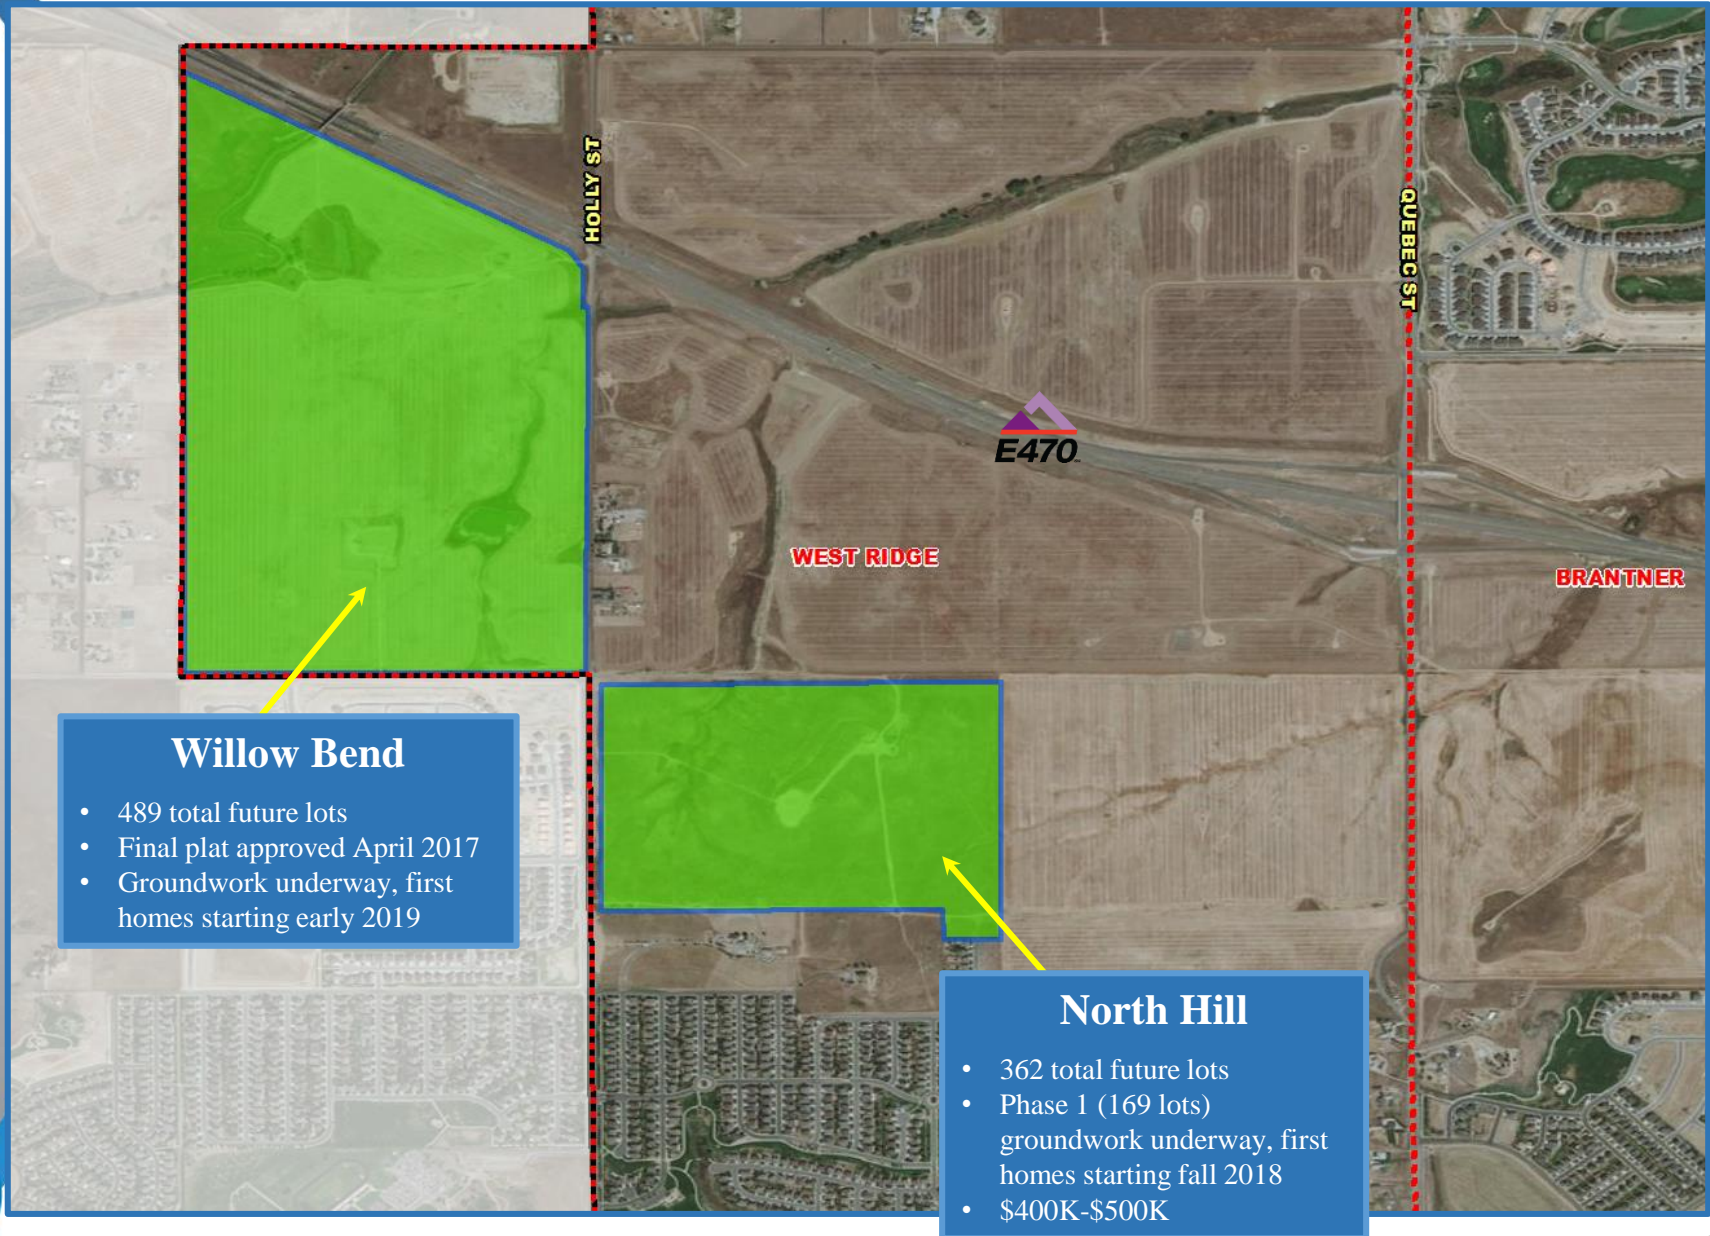 HOLLY ST
QUEBEC ST
E470
WEST RIDGE
BRANTNER
Willow Bend
• 489 total future lots
• Final plat approved April 2017
• Groundwork underway, first
homes starting early 2019
North Hill
• 362 total future lots
• Phase 1 (169 lots)
groundwork underway, first
homes starting fall 2018
• $400K-$500K